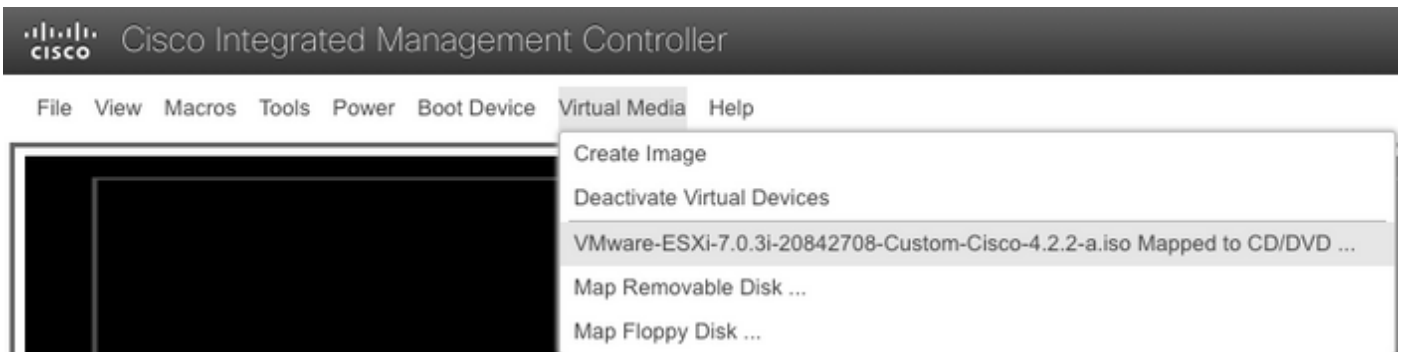 CISCO Cisco Integrated Management Controller
File View Macros Tools Power Boot Device Virtual Media Help
Create Image
Deactivate Virtual Devices
VMware-ESXi-7.0.3i-20842708-Custom-Cisco-4.2.2-a.iso Mapped to CD/DVD ...
Map Removable Disk ...
Map Floppy Disk ...